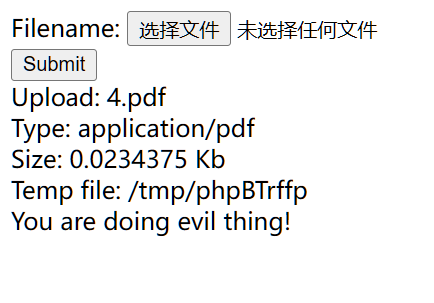 Filename: 选择文件 未选择任何文件
Submit
Upload: 4.pdf
Type: application/pdf
Size: 0.0234375 Kb
Temp file: /tmp/phpBTrffp
You are doing evil thing!